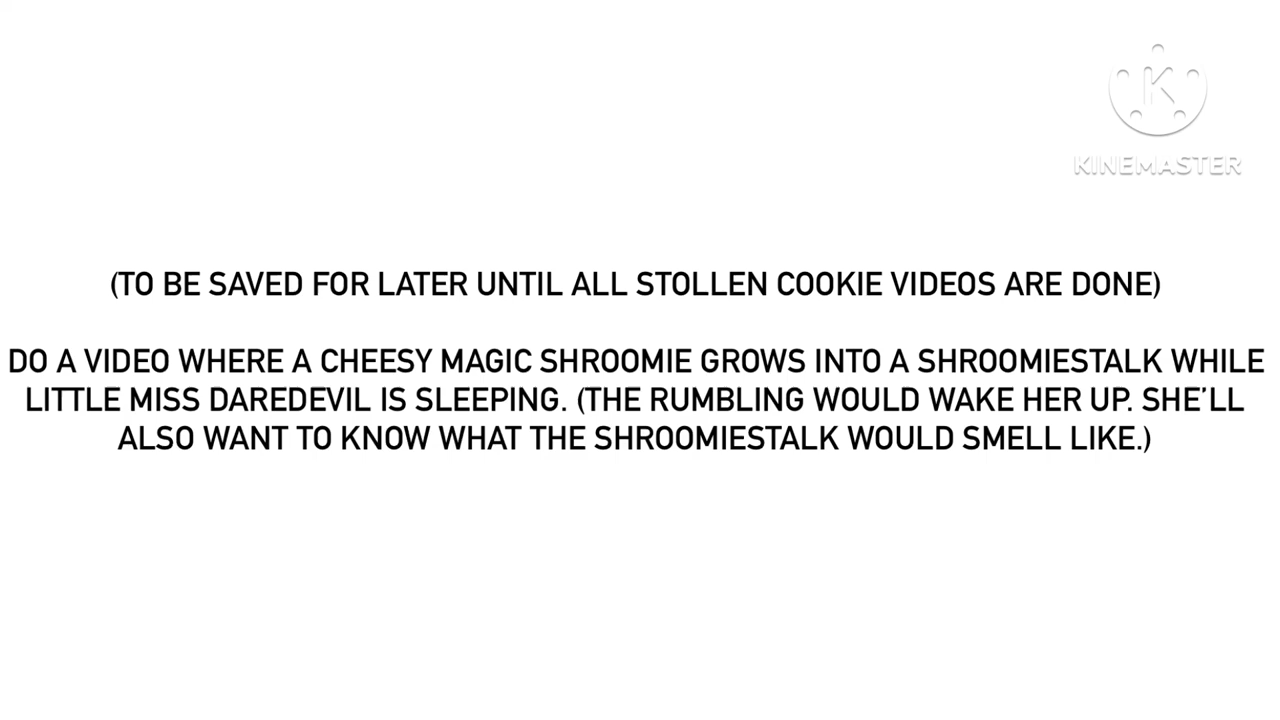 KINEMASTER
(TO BE SAVED FOR LATER UNTIL ALL STOLLEN COOKIE VIDEOS ARE DONE)
DO A VIDEO WHERE A CHEESY MAGIC SHROOMIE GROWS INTO A SHROOMIESTALK WHILE
LITTLE MISS DAREDEVIL IS SLEEPING. (THE RUMBLING WOULD WAKE HER UP. SHE’LL
ALSO WANT TO KNOW WHAT THE SHROOMIESTALK WOULD SMELL LIKE.)